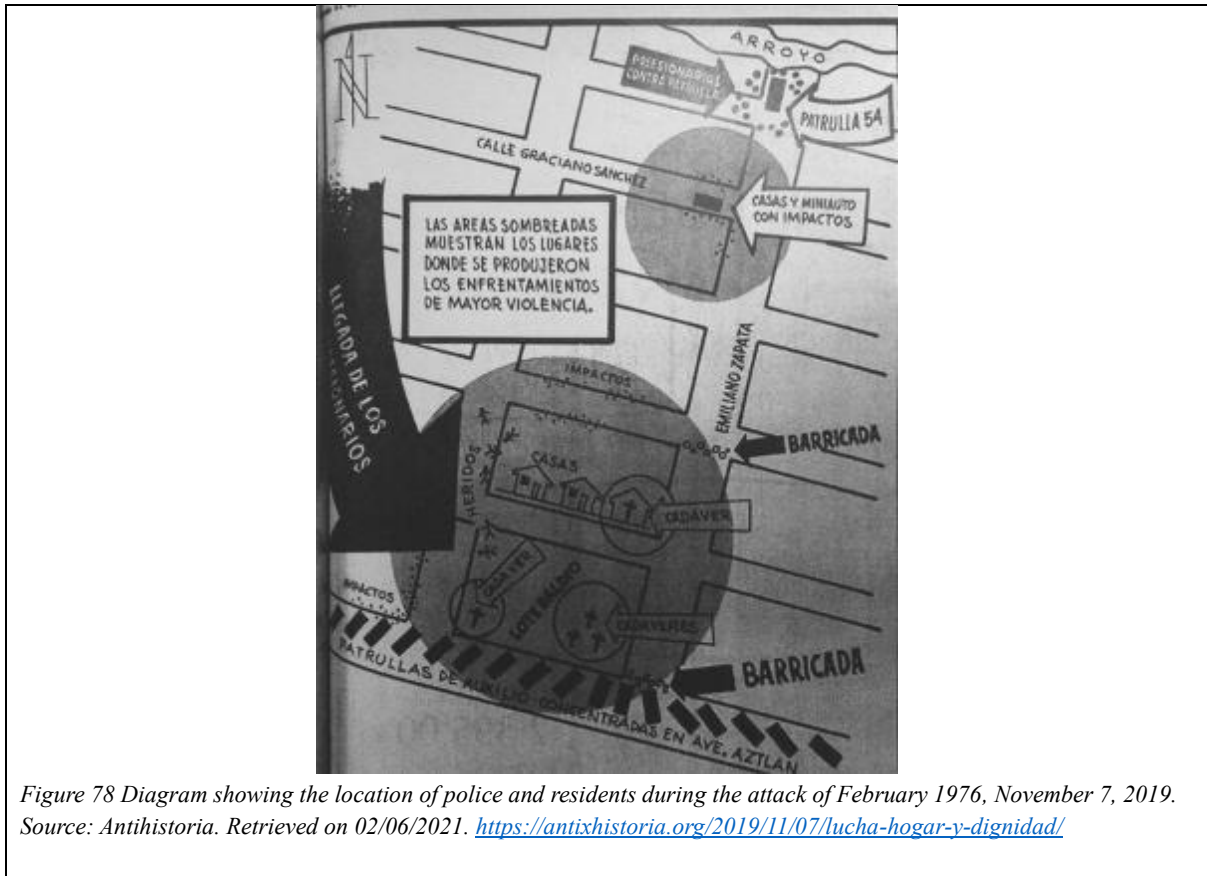 N
ARROYO
POSESIONARIOS
CONTRA PATRULLA
PATRULLA 54
CALLE GRACIANO SANCHEZ
CASAS Y MINIAUTO
CON IMPACTOS
LAS AREAS SOMBREADAS
MUESTRAN LOS LUGARES
DONDE SE PRODUJERON
LOS ENFRENTAMIENTOS
DE MAYOR VIOLENCIA.
LLEGADA DE LOS
IMPACTOS
EMILIANO ZAPATA
BARRICADA
HERIDOS
CASAS
CADAVER
CADAVER
LOTE BALDIO
CADAVERES
IMPACTOS
BARRICADA
PATRULLAS DE AUXILIO CONCENTRADAS EN AVE. AZTLAN
Figure 78 Diagram showing the location of police and residents during the attack of February 1976, November 7, 2019.
Source: Antihistoria. Retrieved on 02/06/2021. https://antixhistoria.org/2019/11/07/lucha-hogar-y-dignidad/